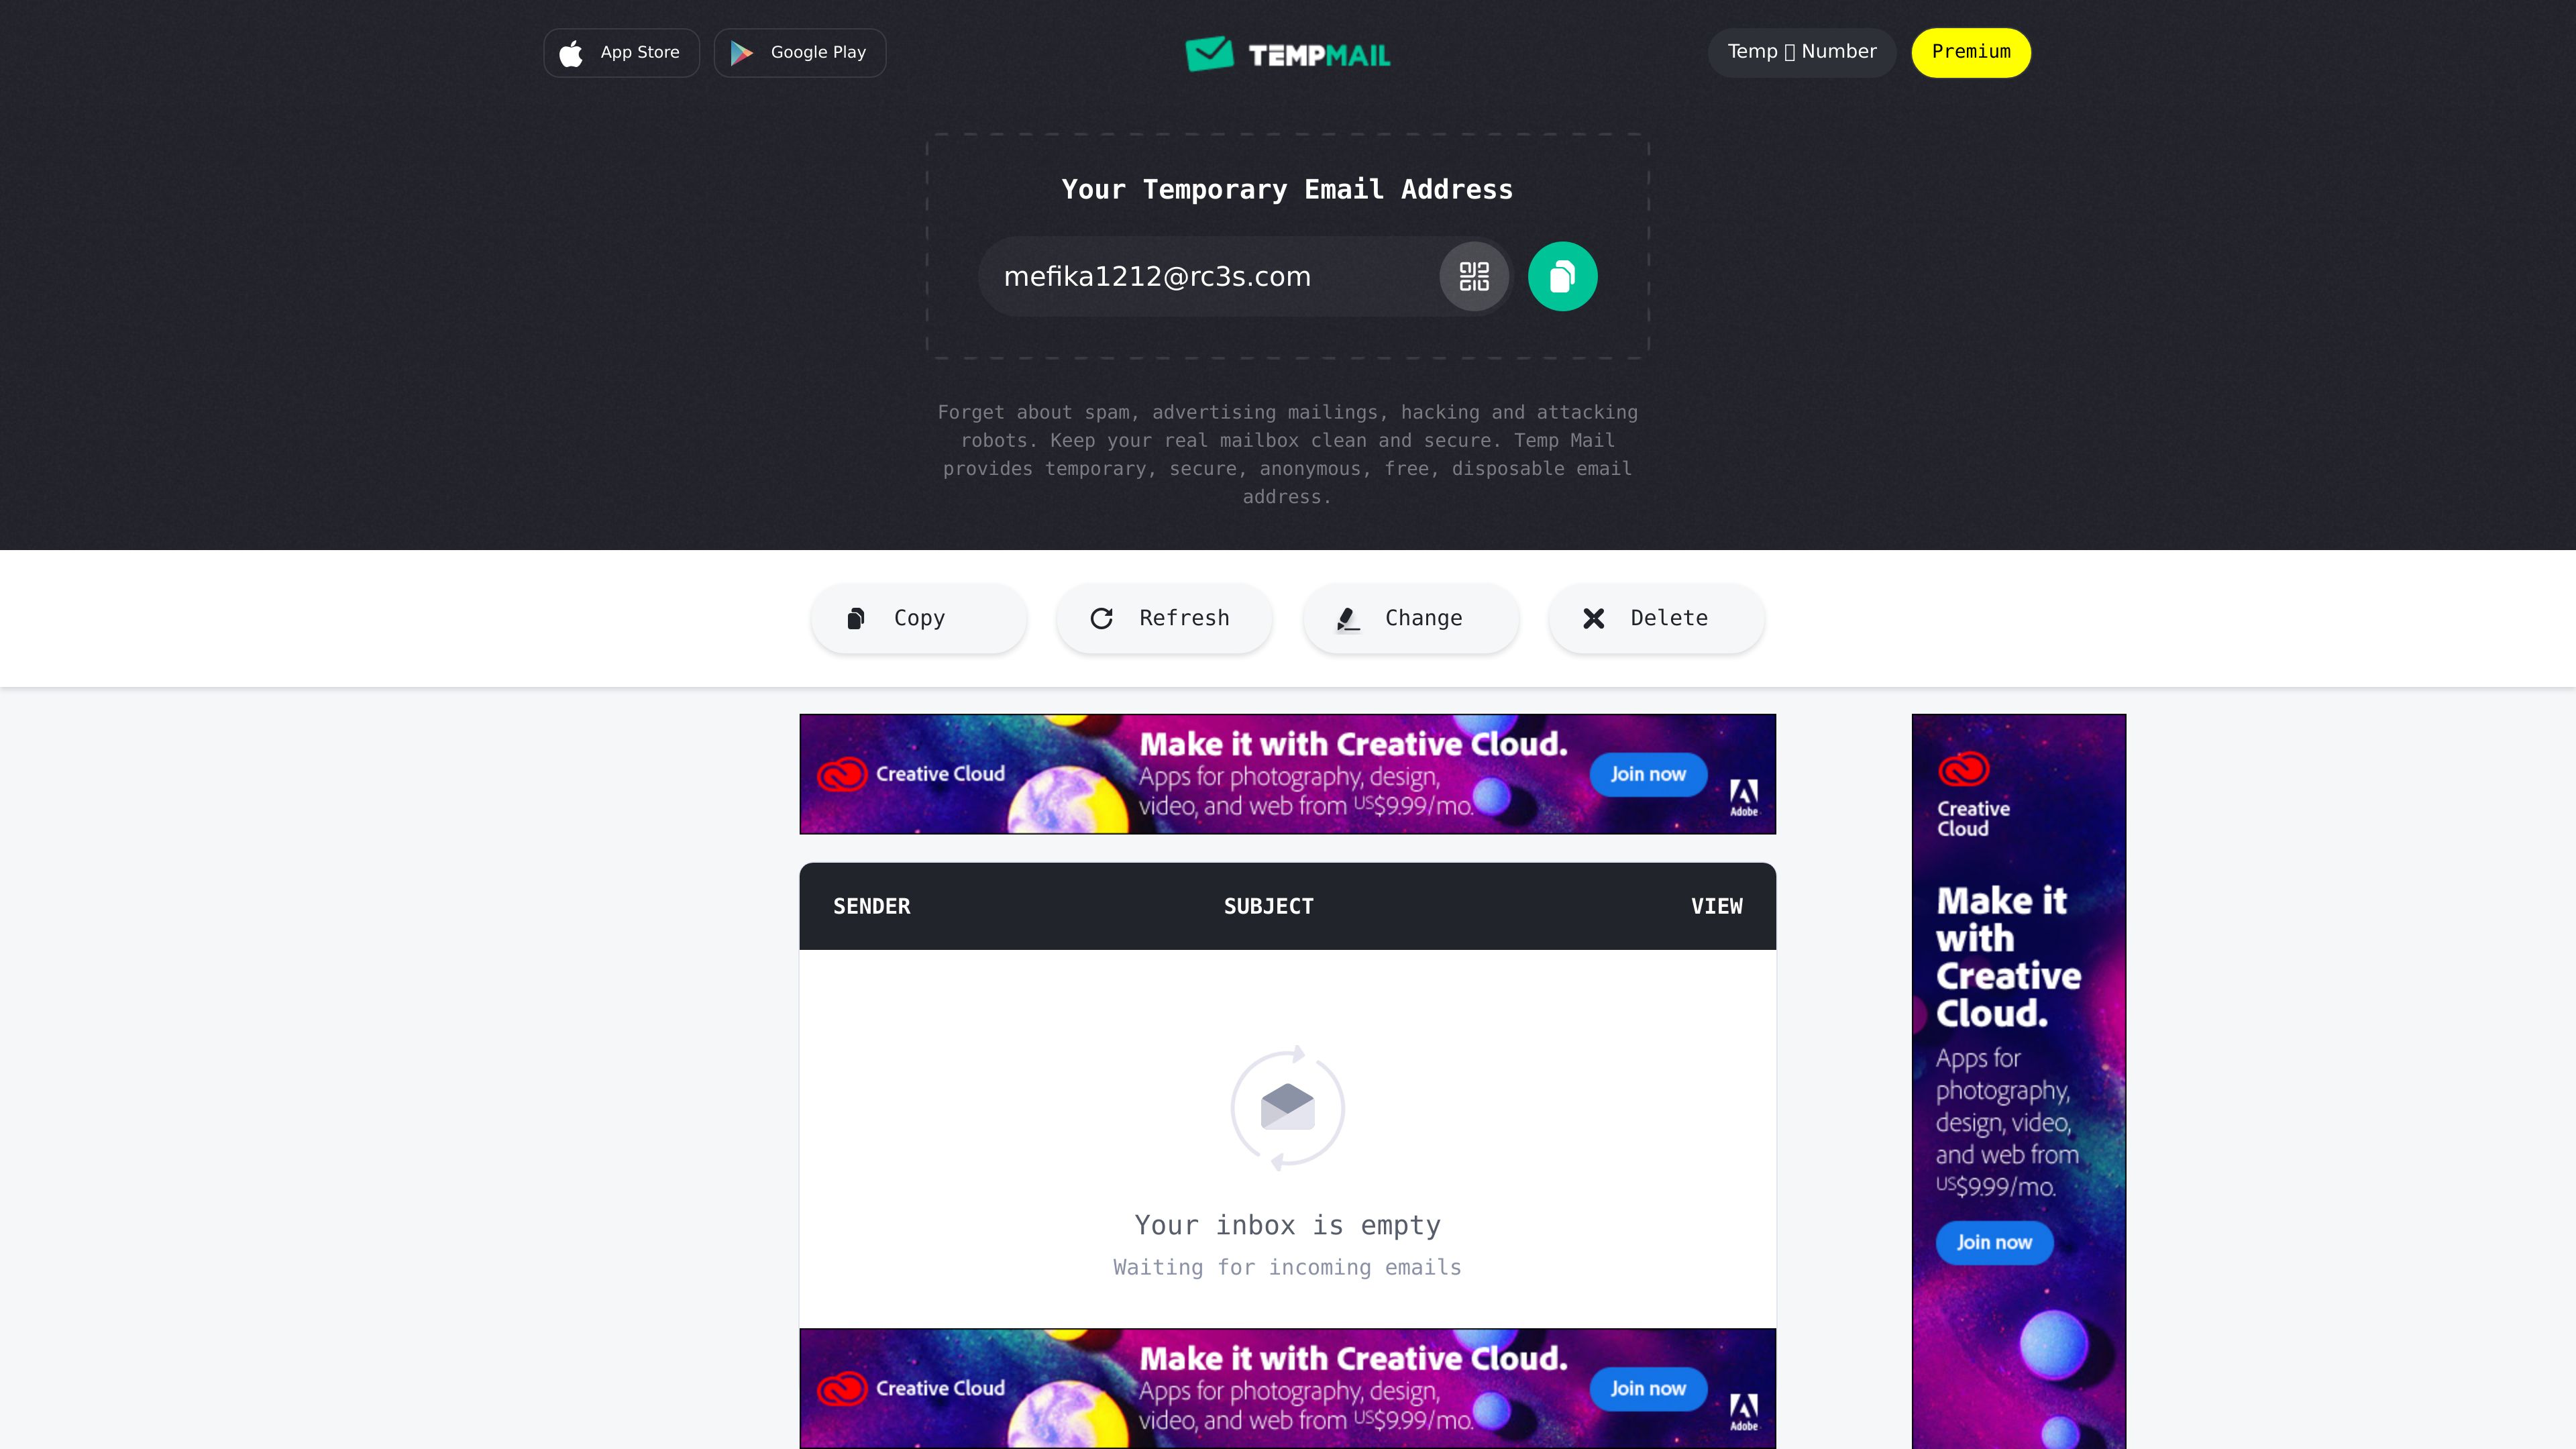 App Store
Google Play
TEMPMAIL
Temp Number
Premium
Your Temporary Email Address
mefika1212@rc3s.com
Forget about spam, advertising mailings, hacking and attacking
robots. Keep your real mailbox clean and secure. Temp Mail
provides temporary, secure, anonymous, free, disposable email
address.
Copy
Refresh
Change
Delete
Creative Cloud
Make it with Creative Cloud.
Apps for photography, design,
video, and web from US$9.99/mo.
Join now
Adobe
SENDER
SUBJECT
VIEW
Your inbox is empty
Waiting for incoming emails
Creative Cloud
Make it with Creative Cloud.
Apps for photography, design,
video, and web from US$9.99/mo.
Join now
Adobe
Creative
Cloud
Make it
with
Creative
Cloud.
Apps for
photography,
design, video,
and web from
US$9.99/mo.
Join now